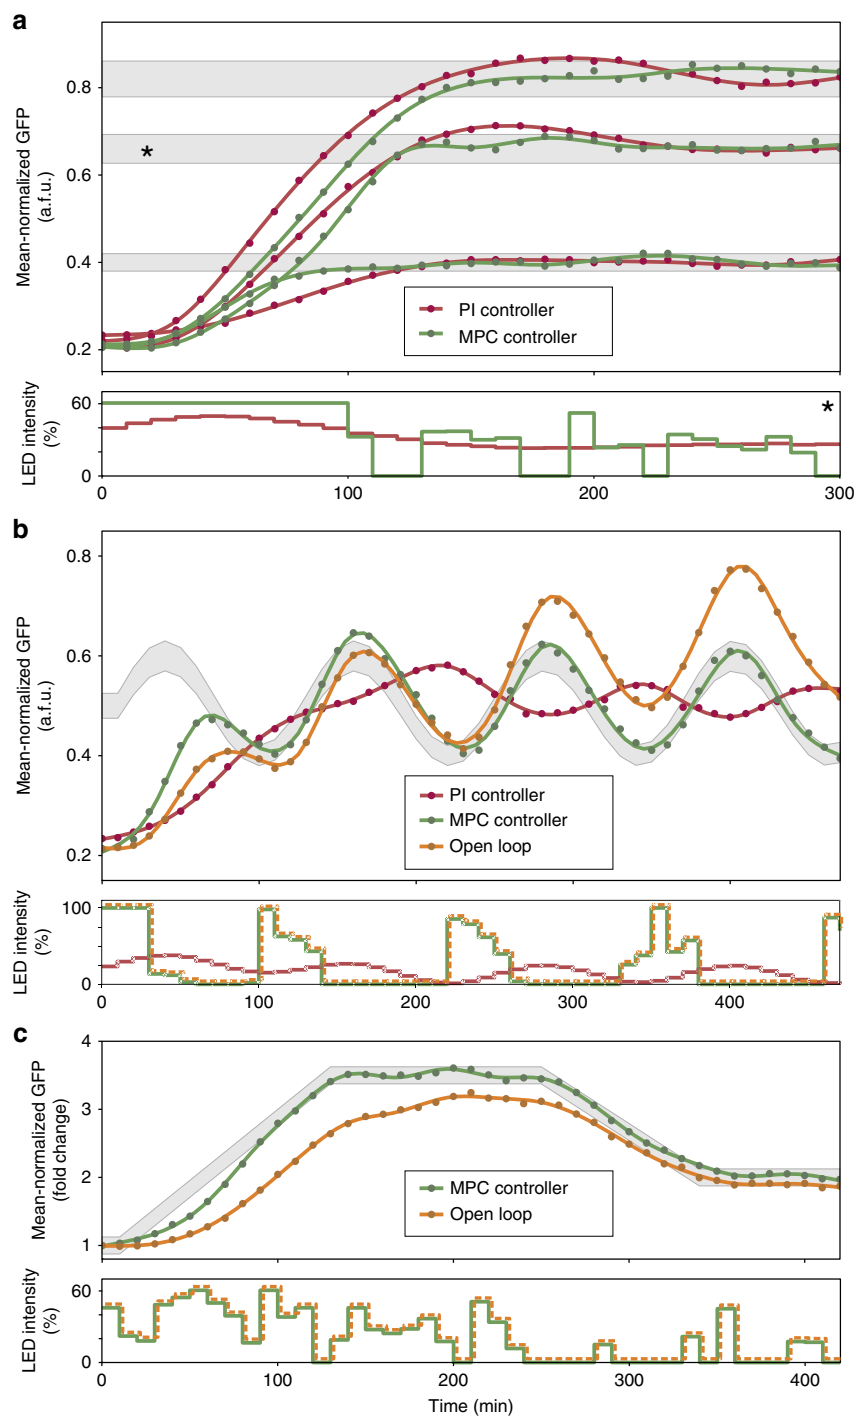 a
Mean-normalized GFP
(a.f.u.)
0.8
0.6
0.4
0.2
*
PI controller
MPC controller
LED intensity
(%)
60
0
*
0
100
200
300
b
Mean-normalized GFP
(a.f.u.)
0.8
0.6
0.4
0.2
PI controller
MPC controller
Open loop
LED intensity
(%)
100
0
0
100
200
300
400
c
Mean-normalized GFP
(fold change)
4
3
2
1
MPC controller
Open loop
LED intensity
(%)
60
0
0
100
200
300
400
Time (min)